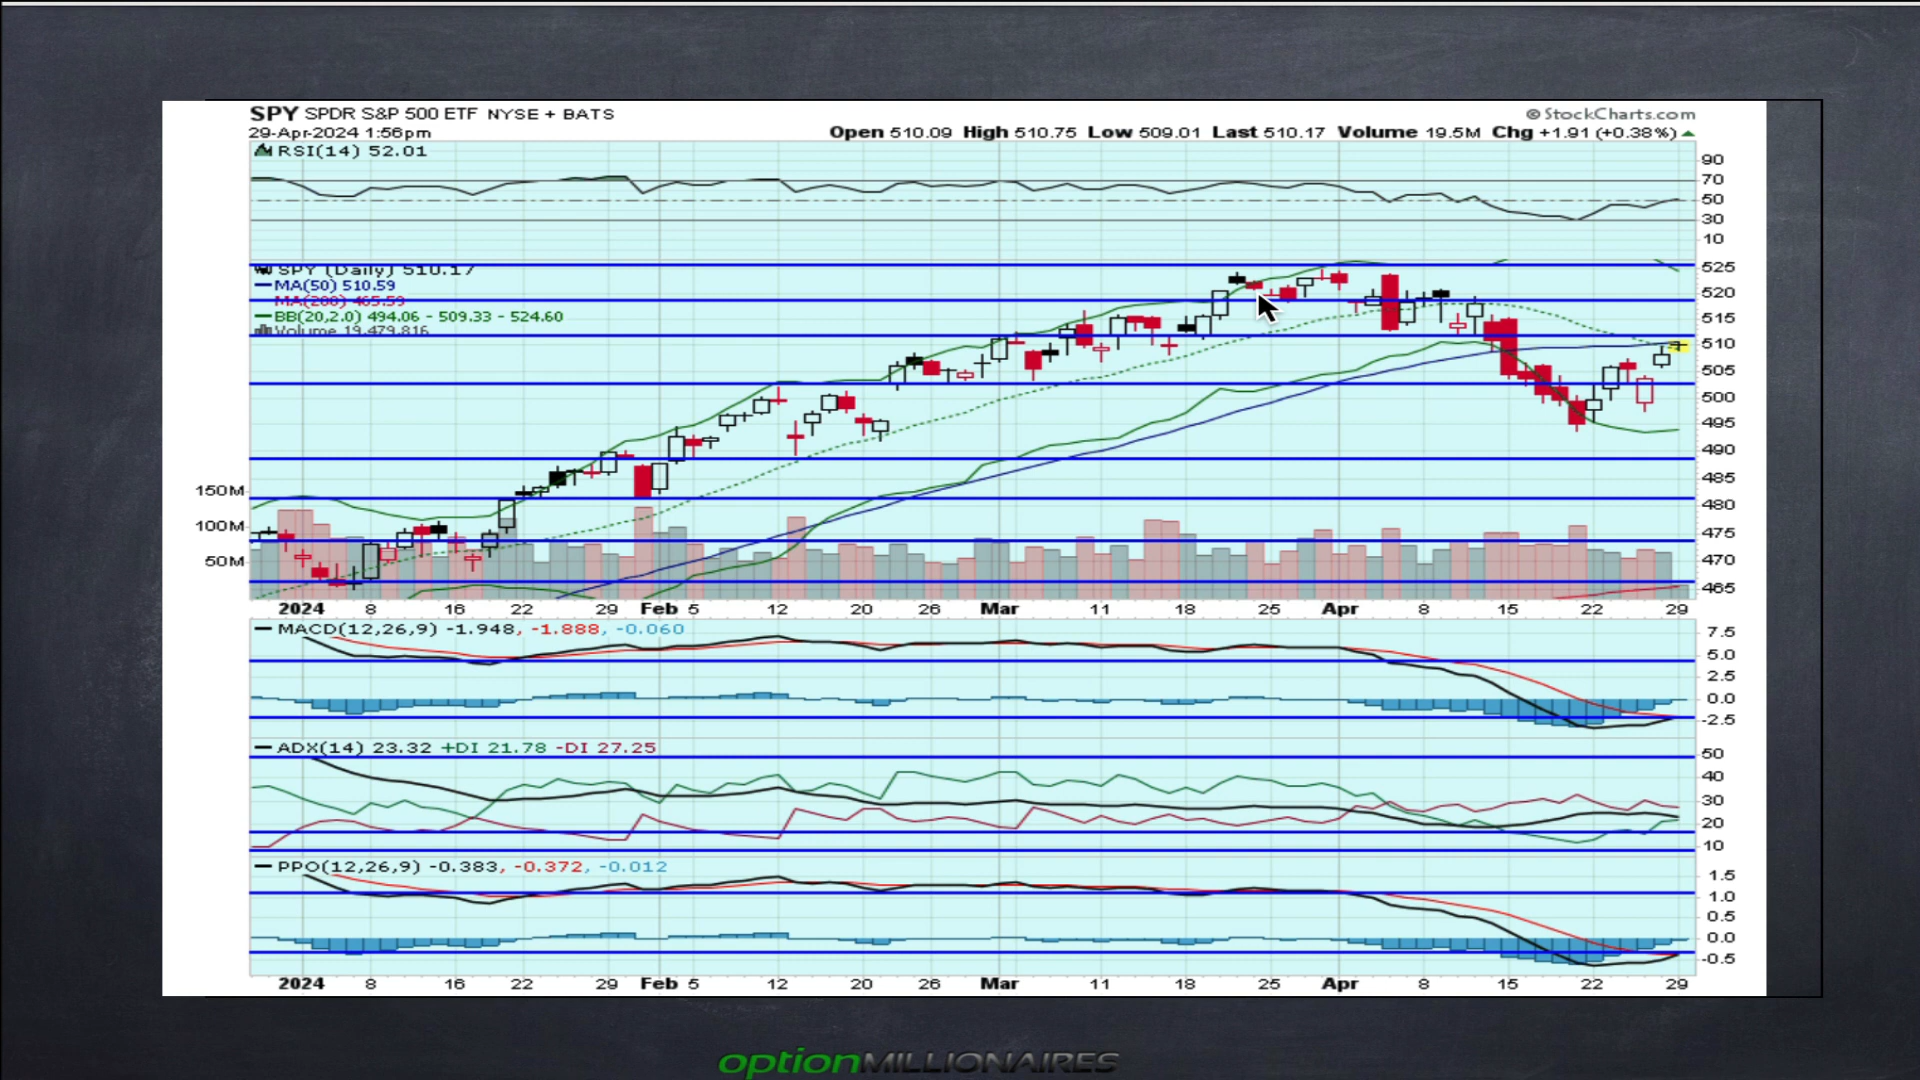 SPY SPDR S&P 500 ETF NYSE + BATS
© StockCharts.com
29-Apr-2024 1:56pm
Open 510.09 High 510.75 Low 509.01 Last 510.17 Volume 19.5M Chg +1.91 (+0.38%)
RSI(14) 52.01
90
70
50
30
10
SPY (Daily) 510.17
MA(50) 510.59
MA(200) 465.59
BB(20,2.0) 494.06 - 509.33 - 524.60
Volume 19,479,816
525
520
515
510
505
500
495
490
485
480
475
470
465
150M
100M
50M
2024 8 16 22 29 Feb 5 12 20 26 Mar 11 18 25 Apr 8 15 22 29
MACD(12,26,9) -1.948, -1.888, -0.060
7.5
5.0
2.5
0.0
-2.5
ADX(14) 23.32 +DI 21.78 -DI 27.25
50
40
30
20
10
PPO(12,26,9) -0.383, -0.372, -0.012
1.5
1.0
0.5
0.0
-0.5
2024 8 16 22 29 Feb 5 12 20 26 Mar 11 18 25 Apr 8 15 22 29
optionMILLIONAIRES